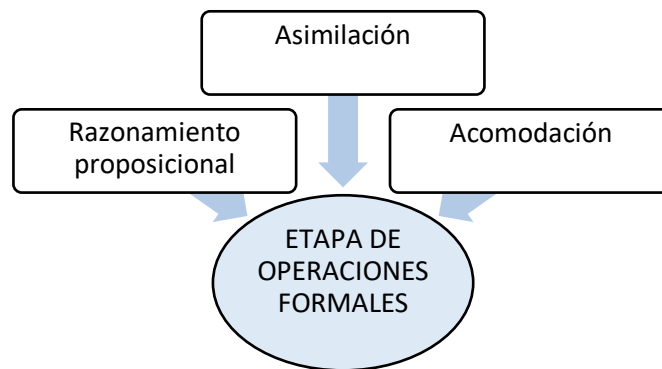 Asimilación
Razonamiento
proposicional
Acomodación
ETAPA DE
OPERACIONES
FORMALES